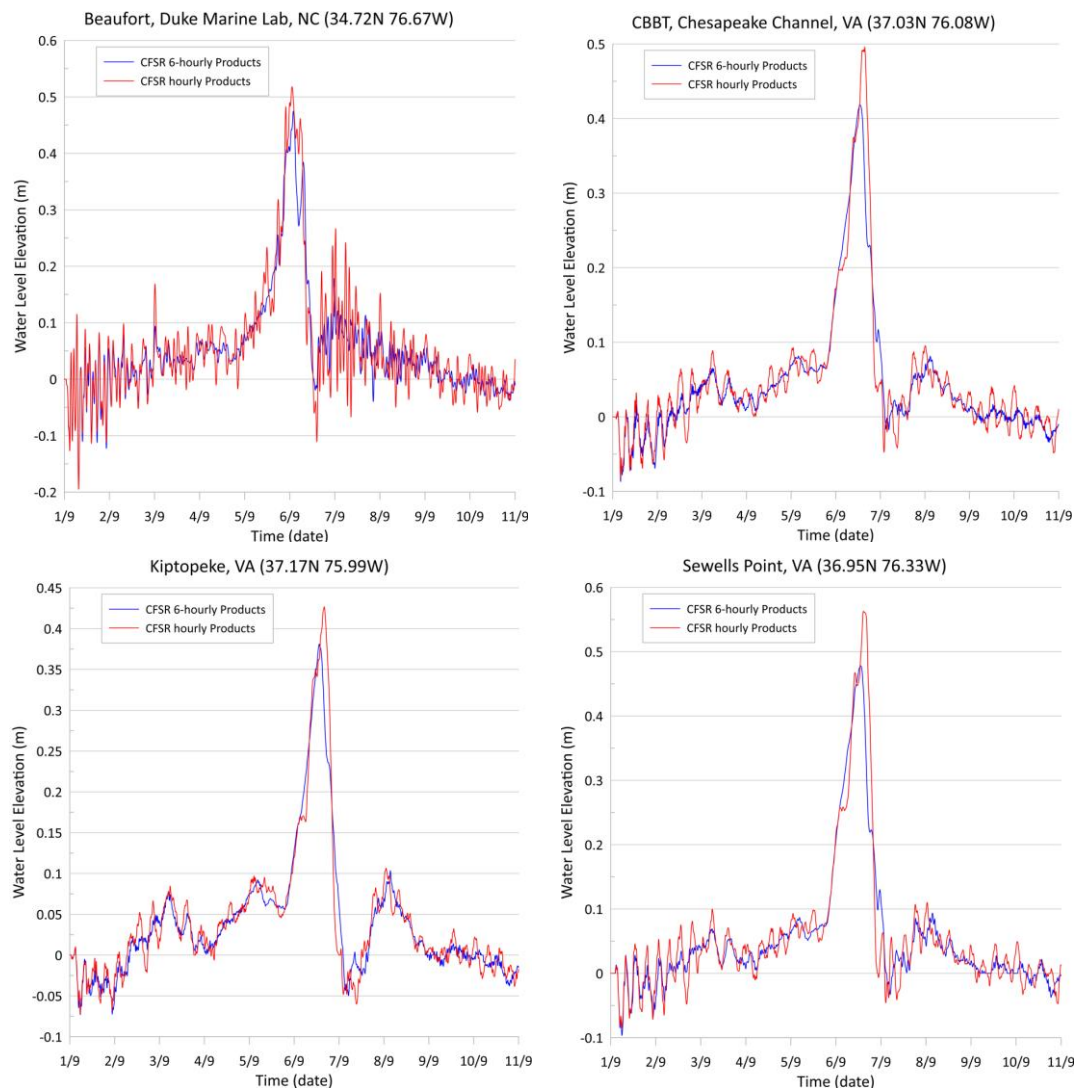 Beaufort, Duke Marine Lab, NC (34.72N 76.67W)
0.6
CFSR 6-hourly Products
CFSR hourly Products
0.5
0.4
0.3
0.2
0.1
0
-0.1
-0.2
Water Level Elevation (m)
1/9 2/9 3/9 4/9 5/9 6/9 7/9 8/9 9/9 10/9 11/9
Time (date)
CBBT, Chesapeake Channel, VA (37.03N 76.08W)
0.5
CFSR 6-hourly Products
CFSR hourly Products
0.4
0.3
0.2
0.1
0
-0.1
Water Level Elevation (m)
1/9 2/9 3/9 4/9 5/9 6/9 7/9 8/9 9/9 10/9 11/9
Time (date)
Kiptopeke, VA (37.17N 75.99W)
0.45
CFSR 6-hourly Products
CFSR hourly Products
0.4
0.35
0.3
0.25
0.2
0.15
0.1
0.05
0
-0.05
-0.1
Water Level Elevation (m)
1/9 2/9 3/9 4/9 5/9 6/9 7/9 8/9 9/9 10/9 11/9
Time (date)
Sewells Point, VA (36.95N 76.33W)
0.6
CFSR 6-hourly Products
CFSR hourly Products
0.5
0.4
0.3
0.2
0.1
0
-0.1
Water Level Elevation (m)
1/9 2/9 3/9 4/9 5/9 6/9 7/9 8/9 9/9 10/9 11/9
Time (date)